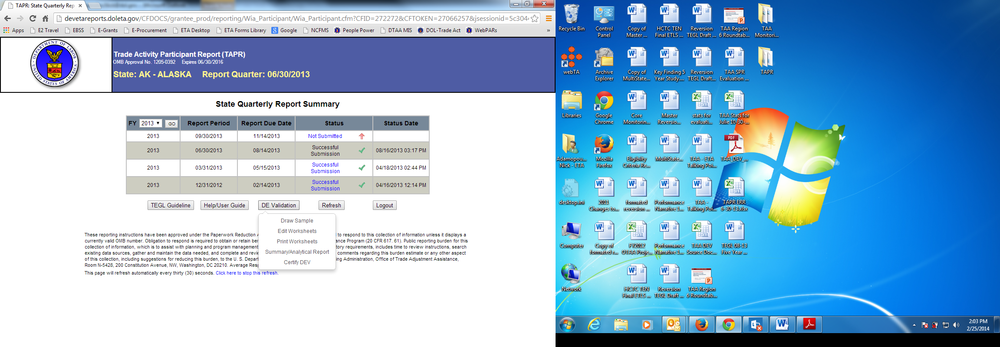 TAPR: State Quarterly Rep
devetareports.doleta.gov/CFDOCS/grantee_prod/reporting/Wia_Participant/Wia_Participant.cfm?CFID=272272&CFTOKEN=27066257&jsessionid=5c304
Apps E2 Travel EBSS E-Grants E-Procurement ETA Desktop ETA Forms Library Google NCFMS People Power DTAA MIS DOL-Trade Act WebPARs »
DEPARTMENT OF LABOR
UNITED STATES OF AMERICA
Trade Activity Participant Report (TAPR)
OMB Approval No. 1205-0392 Expires 06/30/2016
State: AK - ALASKA Report Quarter: 06/30/2013
State Quarterly Report Summary
FY 2013 GO Report Period Report Due Date Status Status Date
2013 09/30/2013 11/14/2013 Not Submitted
2013 06/30/2013 08/14/2013 Successful Submission 08/16/2013 03:17 PM
2013 03/31/2013 05/15/2013 Successful Submission 04/18/2013 02:44 PM
2013 12/31/2012 02/14/2013 Successful Submission 04/16/2013 12:14 PM
TEGL Guideline Help/User Guide DE Validation Refresh Logout
Draw Sample
Edit Worksheets
Print Worksheets
Summary/Analytical Report
Certify DEV
These reporting instructions have been approved under the Paperwork Reduction A to respond to this collection of information unless it displays a
currently valid OMB number. Obligation to respond is required to obtain or retain ben ance Program (20 CFR 617. 61). Public reporting burden for this
collection of information, which is to assist with planning and program management tory requirements, includes time to review instructions, search
existing data sources, gather and maintain the data needed, and complete and revie comments regarding this burden estimate or any other aspect
of this collection, including suggestions for reducing this burden, to the U. S. Depart ing Administration, Office of Trade Adjustment Assistance,
Room N-5428, 200 Constitution Avenue, NW, Washington, DC 20210. Average Resp
This page will refresh automatically every thirty (30) seconds. Click here to stop this refresh.
Recycle Bin
Control Panel
Copy of Master ...
HCTC TEN Final ETLS ...
Reversion TEGL Draft ...
TAA Region 6 Roundtab...
TAA Monitori...
webTA
Archive Explorer
Copy of MultiState...
Key Finding 5 Year Study....
Reversion TEGL Draft...
TAA SPR Evaluation ...
TAPR
Libraries
Google Chrome
Core Monitorin...
Master Reversio...
stats for evaluati...
TAA Stats for Julie 10-30-...
Adamopou... Nick - ETA
Mozilla Firefox
Eligibilty Criteria Re...
MultiState...
TAA - ETA Talking Poi...
PDF
TAA_DEV_...
desktop.ini
2011 Changes to...
formated reversion ...
Performance Narrative 1...
TAA - Talking Poi...
TAPR ERR 6-30-13.xlsx
Computer
Copy of formated r...
FY2012 OTAA Proje...
Performance Narrative 1...
TAA DEV Source Doc...
TEGL 08-13 Five Year ...
Network
HCTC TEN Final ETLS ...
Reversion TEGL Draft ...
TAA Region 6 Roundtab...
2:03 PM
2/25/2014